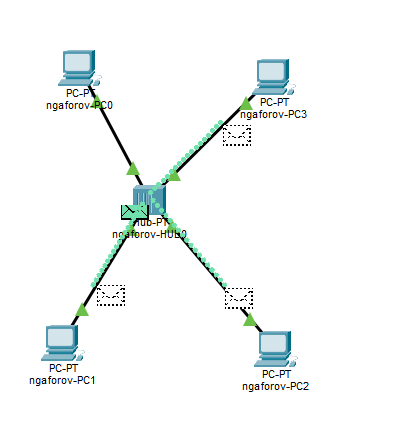 PC-PT
ngaforov-PC0
PC-PT
ngaforov-PC3
Hub-PT
ngaforov-HUB0
PC-PT
ngaforov-PC1
PC-PT
ngaforov-PC2